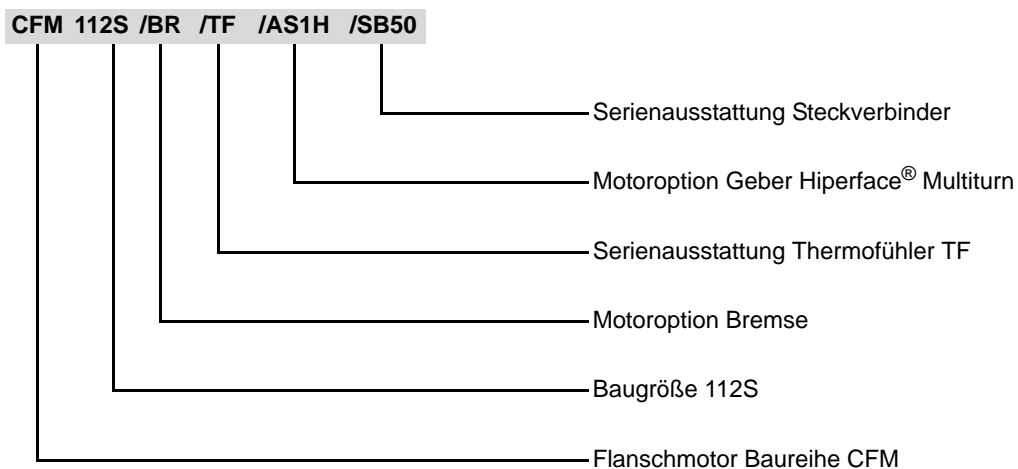 CFM 112S /BR /TF /AS1H /SB50
Serienausstattung Steckverbinder
Motoroption Geber Hiperface® Multiturn
Serienausstattung Thermofühler TF
Motoroption Bremse
Baugröße 112S
Flanschmotor Baureihe CFM